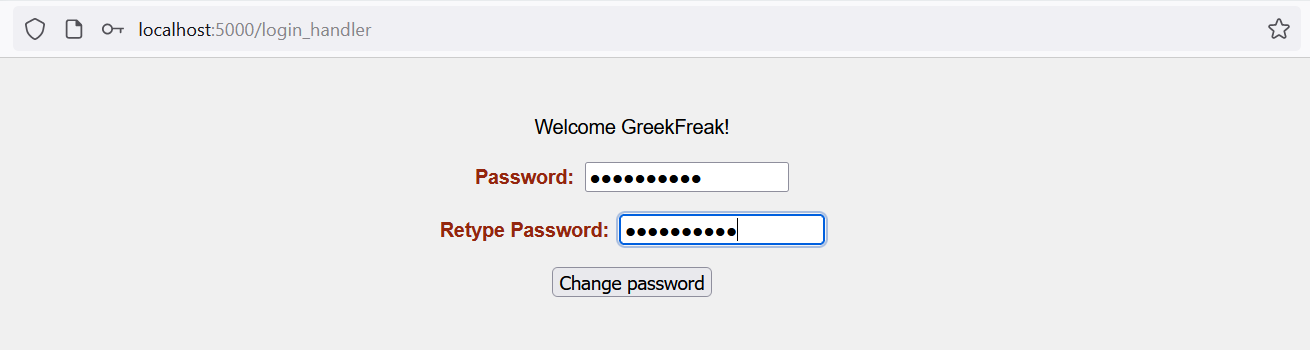 localhost:5000/login_handler
Welcome GreekFreak!
Password: ●●●●●●●●●●
Retype Password: ●●●●●●●●●●
Change password